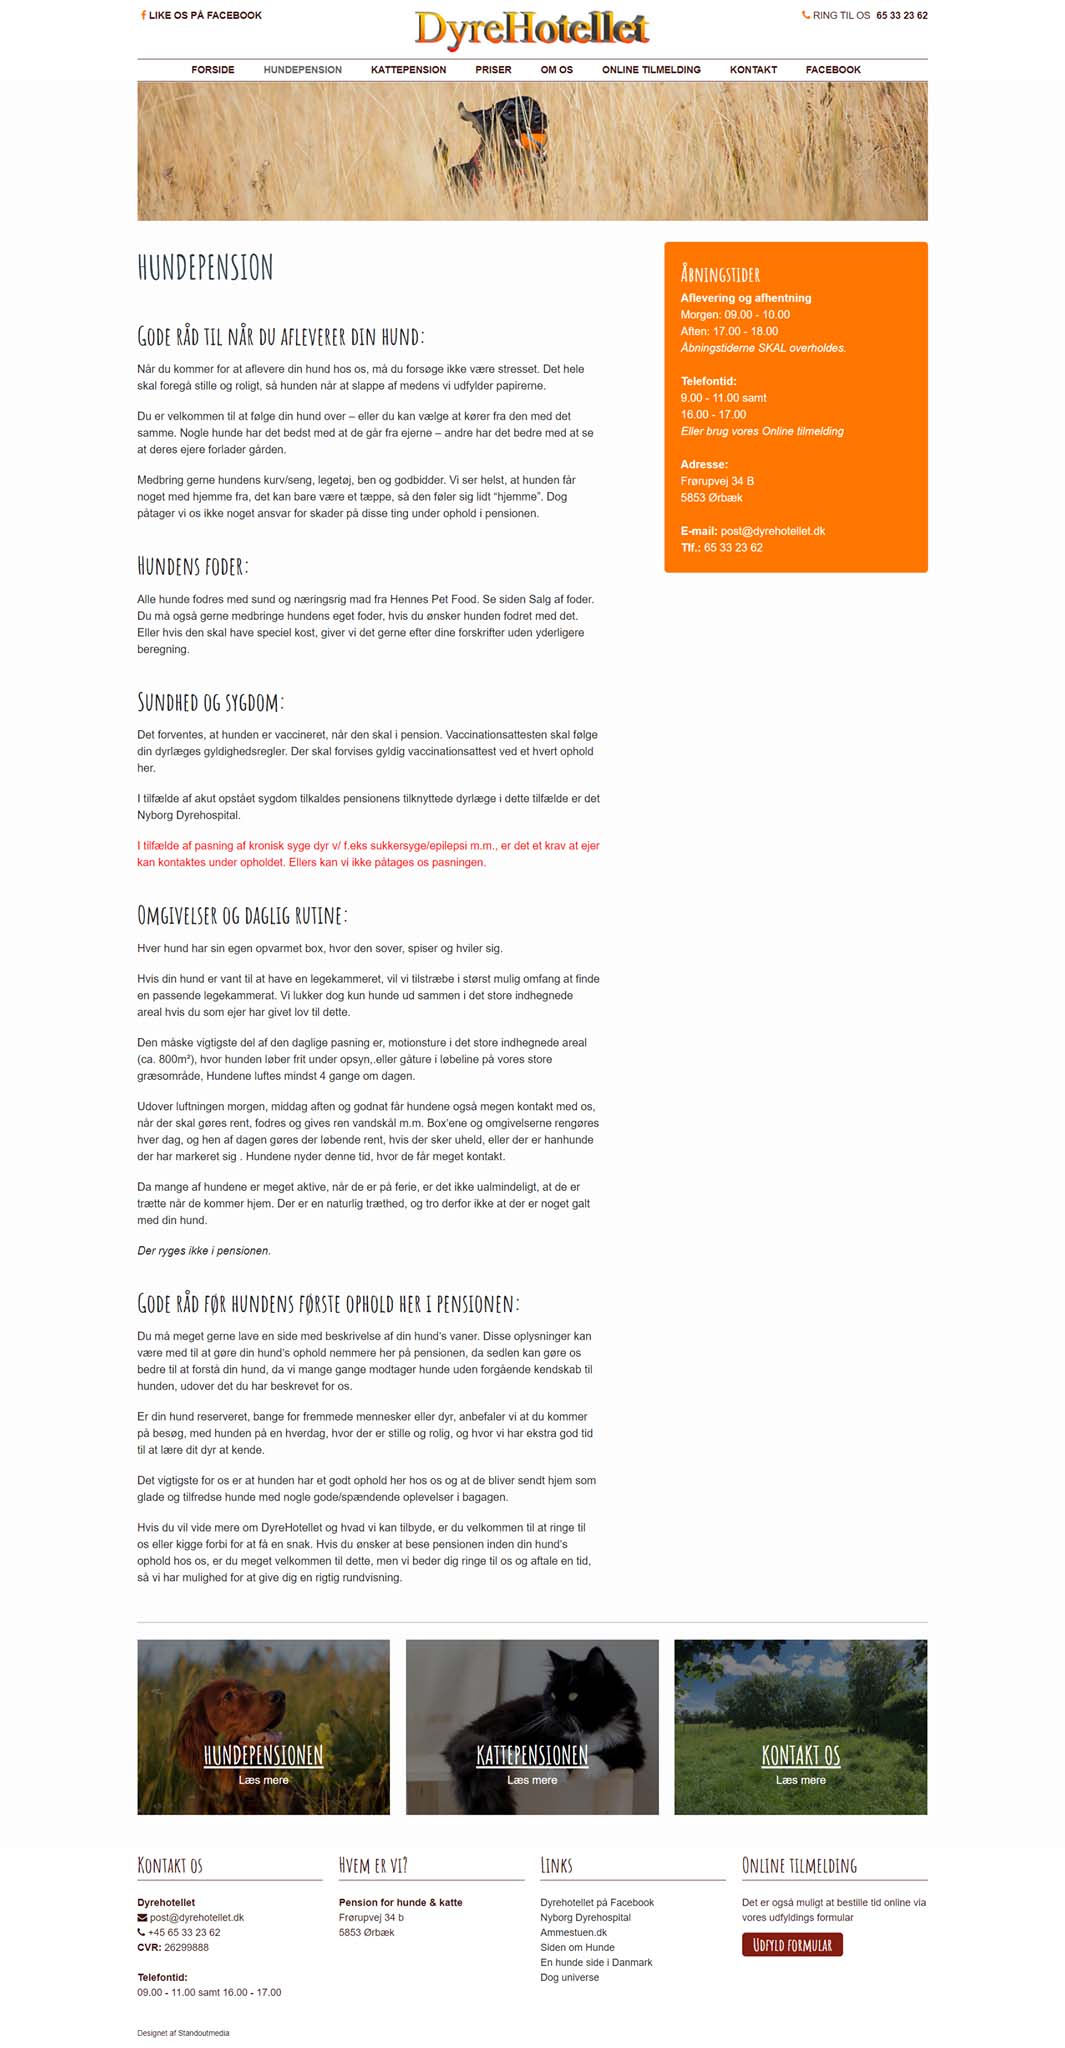 LIKE OS PÅ FACEBOOK
DyreHotellet
RING TIL OS 65 33 23 62
FORSIDE HUNDEPENSION KATTEPENSION PRISER OM OS ONLINE TILMELDING KONTAKT FACEBOOK
HUNDEPENSION
GODE RÅD TIL NÅR DU AFLEVERER DIN HUND:
Når du kommer for at aflevere din hund hos os, må du forsøge ikke være stresset. Det hele
skal foregå stille og roligt, så hunden når at slappe af medens vi udfylder papirerne.
Du er velkommen til at følge din hund over – eller du kan vælge at kører fra den med det
samme. Nogle hunde har det bedst med at de går fra ejerne – andre har det bedre med at se
at deres ejere forlader gården.
Medbring gerne hundens kurv/seng, legetøj, ben og godbidder. Vi ser helst, at hunden får
noget med hjemme fra, det kan bare være et tæppe, så den føler sig lidt “hjemme”. Dog
påtager vi os ikke noget ansvar for skader på disse ting under ophold i pensionen.
HUNDENS FODER:
Alle hunde fodres med sund og næringsrig mad fra Hennes Pet Food. Se siden Salg af foder.
Du må også gerne medbringe hundens eget foder, hvis du ønsker hunden fodret med det.
Eller hvis den skal have speciel kost, giver vi det gerne efter dine forskrifter uden yderligere
beregning.
SUNDHED OG SYGDOM:
Det forventes, at hunden er vaccineret, når den skal i pension. Vaccinationsattesten skal følge
din dyrlæges gyldighedsregler. Der skal forvises gyldig vaccinationsattest ved et hvert ophold
her.
I tilfælde af akut opstået sygdom tilkaldes pensionens tilknyttede dyrlæge i dette tilfælde er det
Nyborg Dyrehospital.
I tilfælde af pasning af kronisk syge dyr v/ f.eks sukkersyge/epilepsi m.m., er det et krav at ejer
kan kontaktes under opholdet. Ellers kan vi ikke påtages os pasningen.
OMGIVELSER OG DAGLIG RUTINE:
Hver hund har sin egen opvarmet box, hvor den sover, spiser og hviler sig.
Hvis din hund er vant til at have en legekammeret, vil vi tilstræbe i størst mulig omfang at finde
en passende legekammerat. Vi lukker dog kun hunde ud sammen i det store indhegnede
areal hvis du som ejer har givet lov til dette.
Den måske vigtigste del af den daglige pasning er, motionsture i det store indhegnede areal
(ca. 800m²), hvor hunden løber frit under opsyn,.eller gåture i løbeline på vores store
græsområde, Hundene luftes mindst 4 gange om dagen.
Udover luftningen morgen, middag aften og godnat får hundene også megen kontakt med os,
når der skal gøres rent, fodres og gives ren vandskål m.m. Box’ene og omgivelserne rengøres
hver dag, og hen af dagen gøres der løbende rent, hvis der sker uheld, eller der er hanhunde
der har markeret sig . Hundene nyder denne tid, hvor de får meget kontakt.
Da mange af hundene er meget aktive, når de er på ferie, er det ikke ualmindeligt, at de er
trætte når de kommer hjem. Der er en naturlig træthed, og tro derfor ikke at der er noget galt
med din hund.
Der ryges ikke i pensionen.
GODE RÅD FØR HUNDENS FØRSTE OPHOLD HER I PENSIONEN:
Du må meget gerne lave en side med beskrivelse af din hund’s vaner. Disse oplysninger kan
være med til at gøre din hund’s ophold nemmere her på pensionen, da sedlen kan gøre os
bedre til at forstå din hund, da vi mange gange modtager hunde uden forgående kendskab til
hunden, udover det du har beskrevet for os.
Er din hund reserveret, bange for fremmede mennesker eller dyr, anbefaler vi at du kommer
på besøg, med hunden på en hverdag, hvor der er stille og rolig, og hvor vi har ekstra god tid
til at lære dit dyr at kende.
Det vigtigste for os er at hunden har et godt ophold her hos os og at de bliver sendt hjem som
glade og tilfredse hunde med nogle gode/spændende oplevelser i bagagen.
Hvis du vil vide mere om DyreHotellet og hvad vi kan tilbyde, er du velkommen til at ringe til
os eller kigge forbi for at få en snak. Hvis du ønsker at bese pensionen inden din hund’s
ophold hos os, er du meget velkommen til dette, men vi beder dig ringe til os og aftale en tid,
så vi har mulighed for at give dig en rigtig rundvisning.
ÅBNINGSTIDER
Aflevering og afhentning
Morgen: 09.00 - 10.00
Aften: 17.00 - 18.00
Åbningstiderne SKAL overholdes.
Telefontid:
9.00 - 11.00 samt
16.00 - 17.00
Eller brug vores Online tilmelding
Adresse:
Frørupvej 34 B
5853 Ørbæk
E-mail: post@dyrehotellet.dk
Tlf.: 65 33 23 62
HUNDEPENSIONEN
Læs mere
KATTEPENSIONEN
Læs mere
KONTAKT OS
Læs mere
KONTAKT OS
Dyrehotellet
post@dyrehotellet.dk
+45 65 33 23 62
CVR: 26299888
Telefontid:
09.00 - 11.00 samt 16.00 - 17.00
HVEM ER VI?
Pension for hunde & katte
Frørupvej 34 b
5853 Ørbæk
LINKS
Dyrehotellet på Facebook
Nyborg Dyrehospital
Ammestuen.dk
Siden om Hunde
En hunde side i Danmark
Dog universe
ONLINE TILMELDING
Det er også muligt at bestille tid online via
vores udfyldings formular
UDFYLD FORMULAR
Designet af Standoutmedia